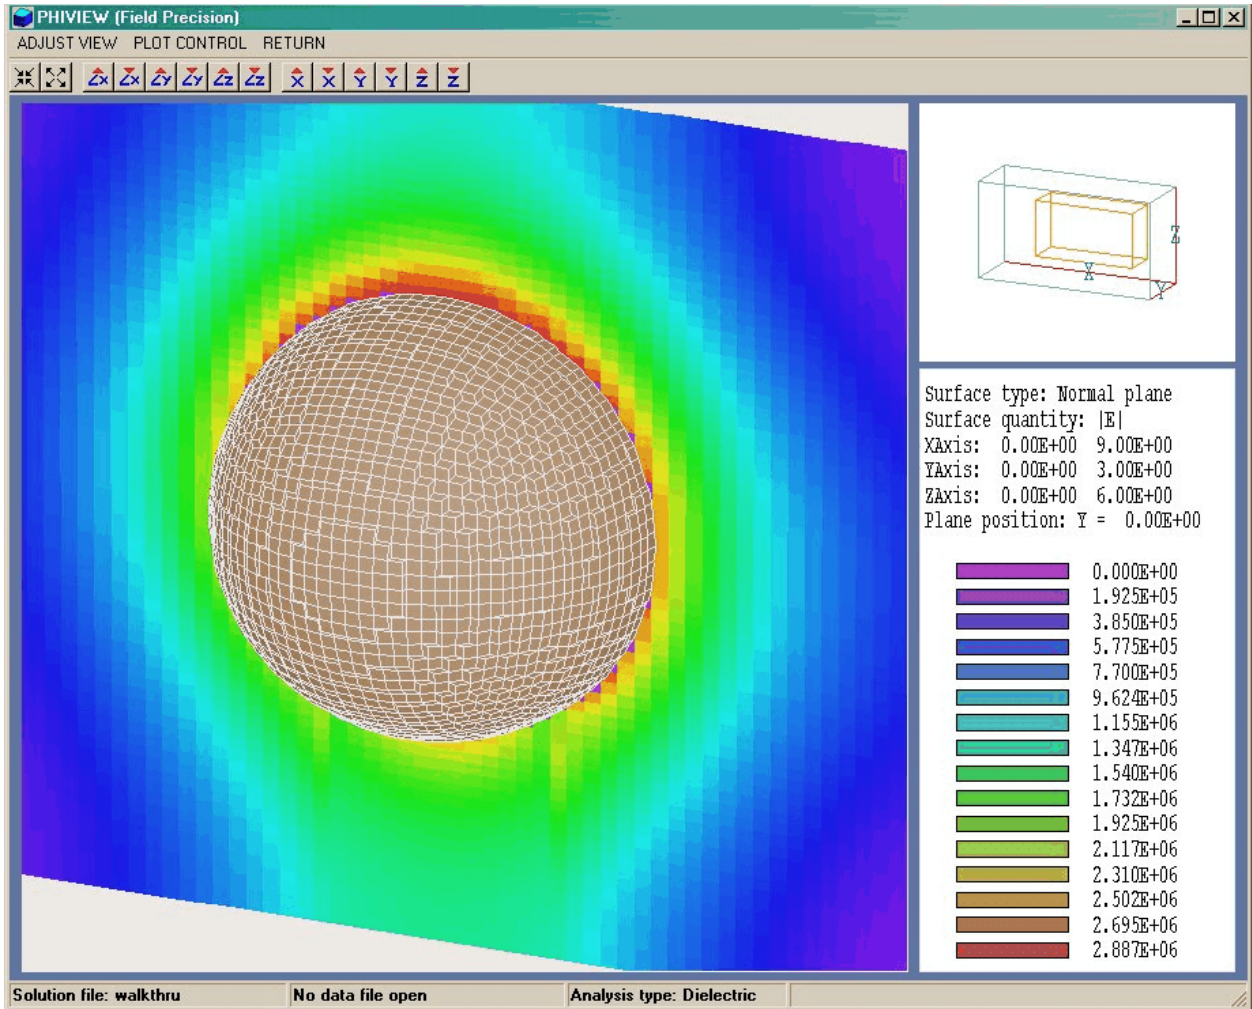 PHIVIEW (Field Precision)
ADJUST VIEW PLOT CONTROL RETURN
∠x ∠x ∠y ∠y ∠z ∠z X X Y Y Z Z
Z
X
Y
Surface type: Normal plane
Surface quantity: |E|
XAxis: 0.00E+00 9.00E+00
YAxis: 0.00E+00 3.00E+00
ZAxis: 0.00E+00 6.00E+00
Plane position: Y = 0.00E+00
0.000E+00
1.925E+05
3.850E+05
5.775E+05
7.700E+05
9.624E+05
1.155E+06
1.347E+06
1.540E+06
1.732E+06
1.925E+06
2.117E+06
2.310E+06
2.502E+06
2.695E+06
2.887E+06
Solution file: walkthru No data file open Analysis type: Dielectric